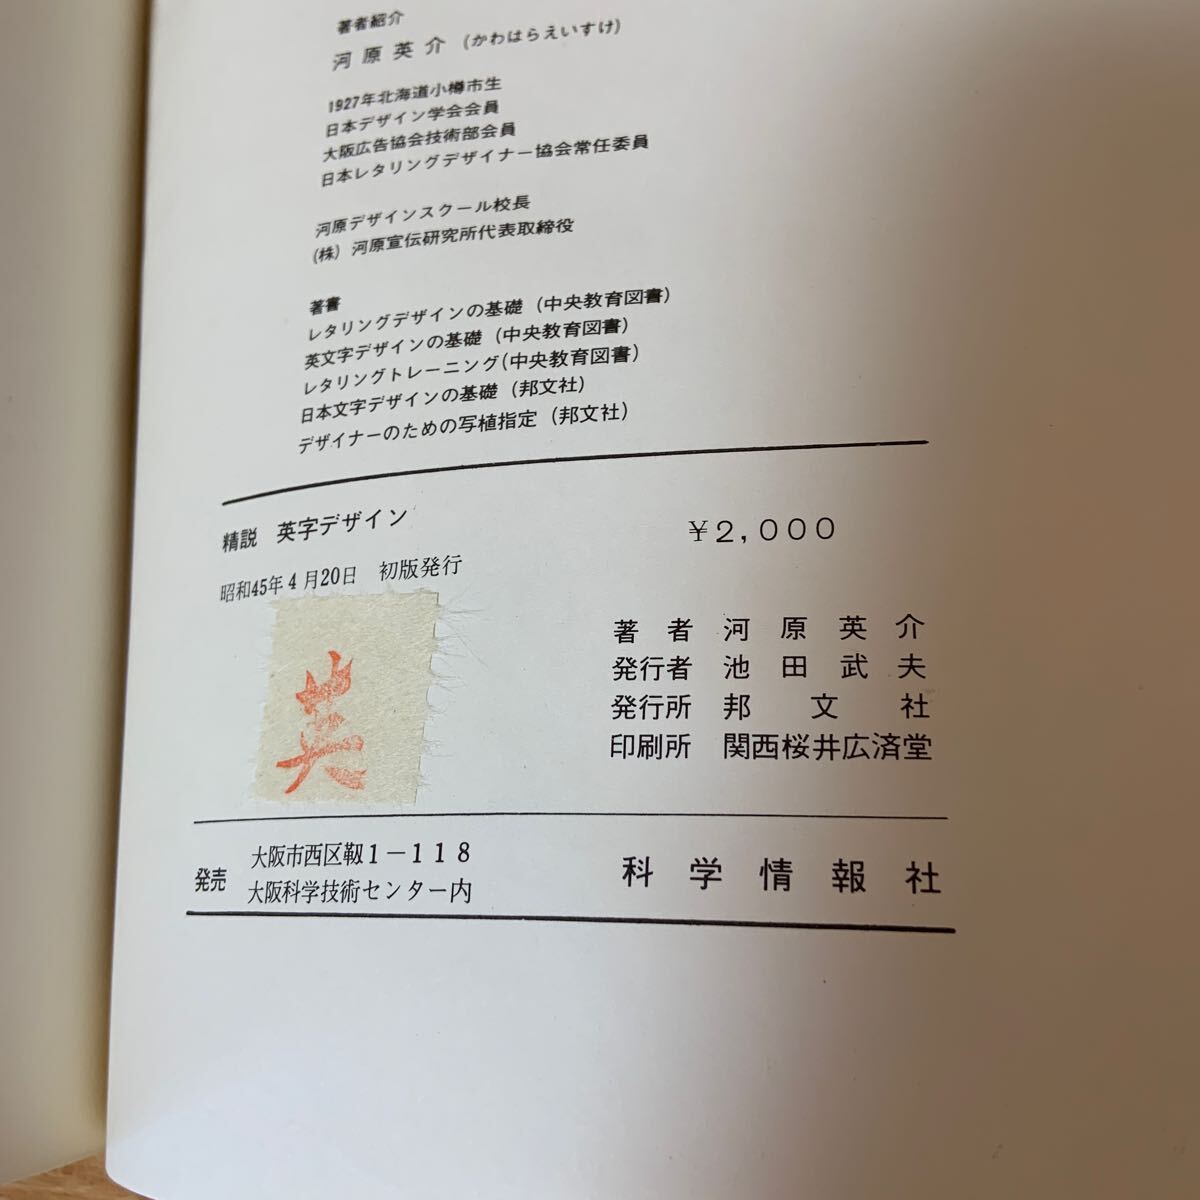 著者紹介
河原英介（かわはらえいすけ）
1927年北海道小樽市生
日本デザイン学会会員
大阪広告協会技術部会員
日本レタリングデザイナー協会常任委員
河原デザインスクール校長
(株) 河原宣伝研究所代表取締役
著書
レタリングデザインの基礎（中央教育図書）
英文字デザインの基礎（中央教育図書）
レタリングトレーニング(中央教育図書)
日本文字デザインの基礎（邦文社）
デザイナーのための写植指定（邦文社）
精説 英字デザイン
¥2,000
昭和45年4月20日 初版発行
英
著者 河原英介
発行者 池田武夫
発行所 邦文社
印刷所 関西桜井広済堂
発売
大阪市西区靱1－118
大阪科学技術センター内
科学情報社